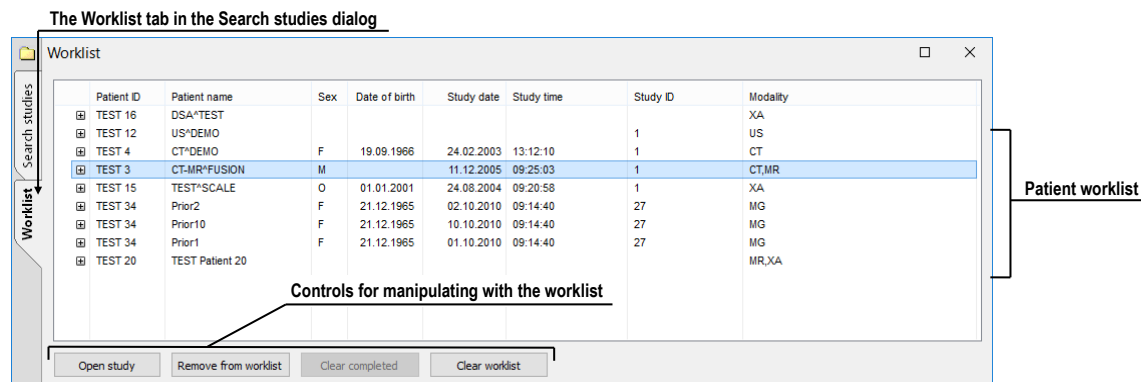 The Worklist tab in the Search studies dialog
Worklist
Search studies
Worklist
Patient ID Patient name Sex Date of birth Study date Study time Study ID Modality
TEST 16 DSA^TEST XA
TEST 12 US^DEMO 1 US
TEST 4 CT^DEMO F 19.09.1966 24.02.2003 13:12:10 1 CT
TEST 3 CT-MR^FUSION M 11.12.2005 09:25:03 1 CT,MR
TEST 15 TEST^SCALE O 01.01.2001 24.08.2004 09:20:58 1 XA
TEST 34 Prior2 F 21.12.1965 02.10.2010 09:14:40 27 MG
TEST 34 Prior10 F 21.12.1965 10.10.2010 09:14:40 27 MG
TEST 34 Prior1 F 21.12.1965 01.10.2010 09:14:40 27 MG
TEST 20 TEST Patient 20 MR,XA
Patient worklist
Controls for manipulating with the worklist
Open study Remove from worklist Clear completed Clear worklist